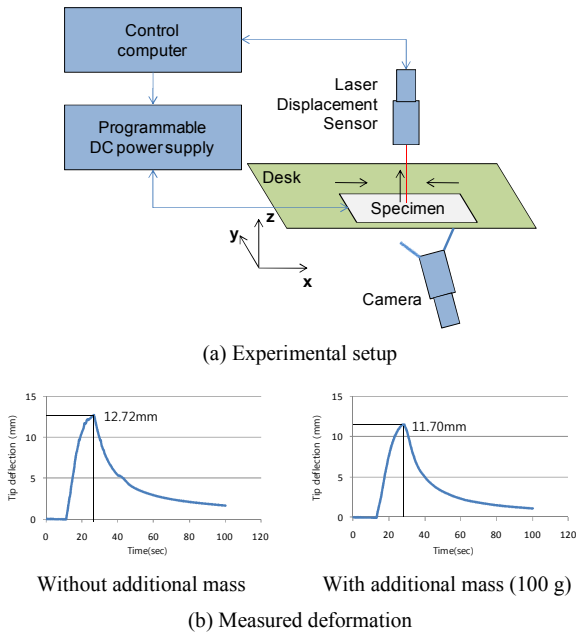 Control
computer
Programmable
DC power supply
Laser
Displacement
Sensor
Desk
Specimen
z
y
x
Camera
(a) Experimental setup
Tip deflection (mm)
15
10
5
0
12.72mm
0 20 40 60 80 100 120
Time(sec)
Without additional mass
Tip deflection (mm)
15
10
5
0
11.70mm
0 20 40 60 80 100 120
Time(sec)
With additional mass (100 g)
(b) Measured deformation